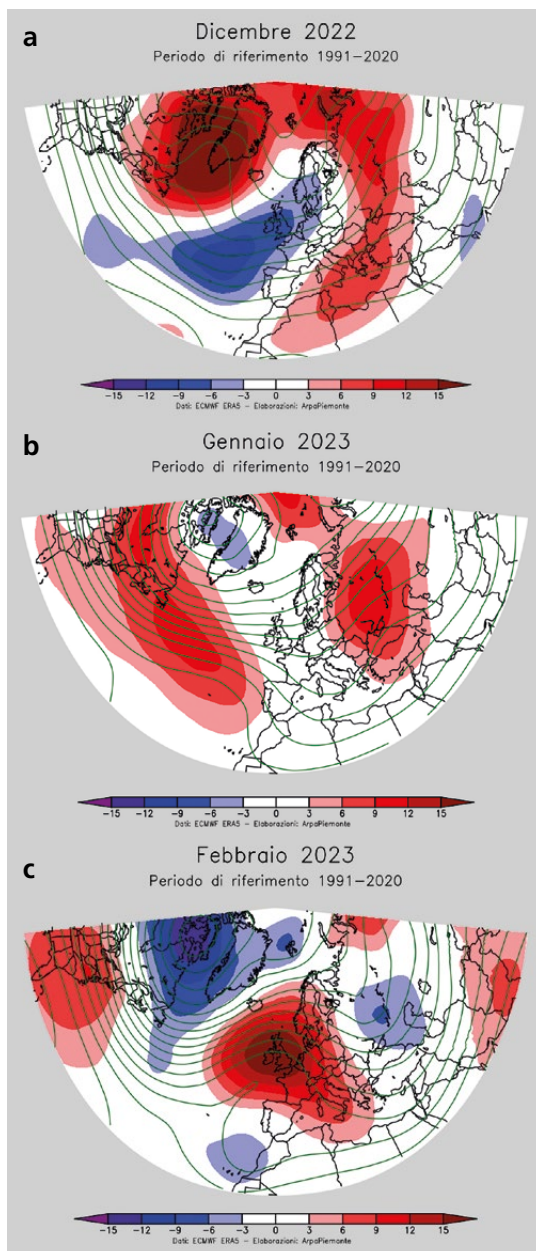 a
Dicembre 2022
Periodo di riferimento 1991−2020
−15 −12 −9 −6 −3 0 3 6 9 12 15
Dati: ECMWF ERA5 − Elaborazioni: ArpaPiemonte
b
Gennaio 2023
Periodo di riferimento 1991−2020
−15 −12 −9 −6 −3 0 3 6 9 12 15
Dati: ECMWF ERA5 − Elaborazioni: ArpaPiemonte
c
Febbraio 2023
Periodo di riferimento 1991−2020
−15 −12 −9 −6 −3 0 3 6 9 12 15
Dati: ECMWF ERA5 − Elaborazioni: ArpaPiemonte